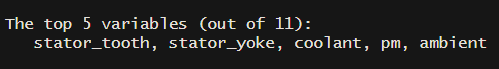 The top 5 variables (out of 11):
stator_tooth, stator_yoke, coolant, pm, ambient